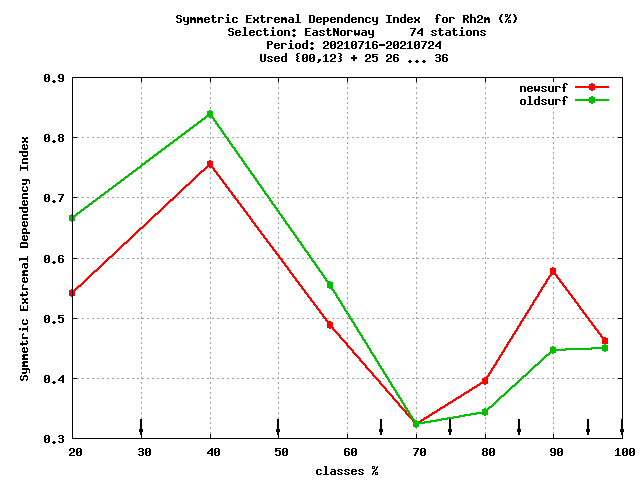 Symmetric Extremal Dependency Index  for Rh2m (%)
Selection: EastNorway     74 stations
Period: 20210716-20210724
Used {00,12} + 25 26 ... 36
newsurf
oldsurf
Symmetric Extremal Dependency Index
0.9
0.8
0.7
0.6
0.5
0.4
0.3
20 30 40 50 60 70 80 90 100
classes %